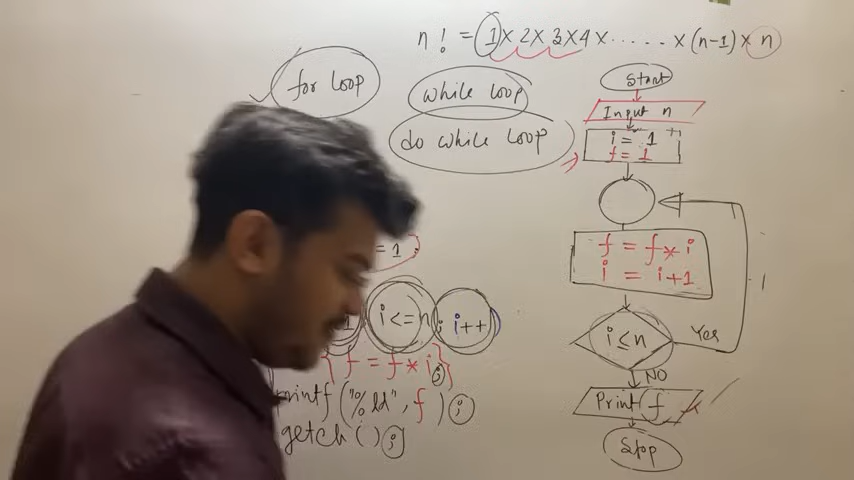 n ! = 1 × 2 × 3 × 4 × ...... × (n-1) × n
for loop
while loop
do while loop
= 1
1
i <= n ; i++
{ f = f * i ; }
printf ("%ld", f ) ;
getch ( ) ;
Start
Input n
i = 1
f = 1
f = f * i
i = i+1
i ≤ n
Yes
NO
Print f
Stop